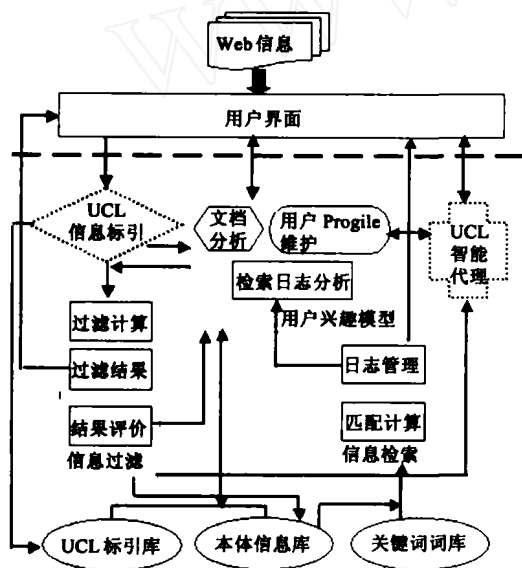 Web信息
用户界面
UCL
信息标引
文档
分析
用户 Progile
维护
UCL
智能
代理
检索日志分析
过滤计算
用户兴趣模型
过滤结果
日志管理
结果评价
匹配计算
信息过滤
信息检索
UCL 标引库
本体信息库
关键词词库